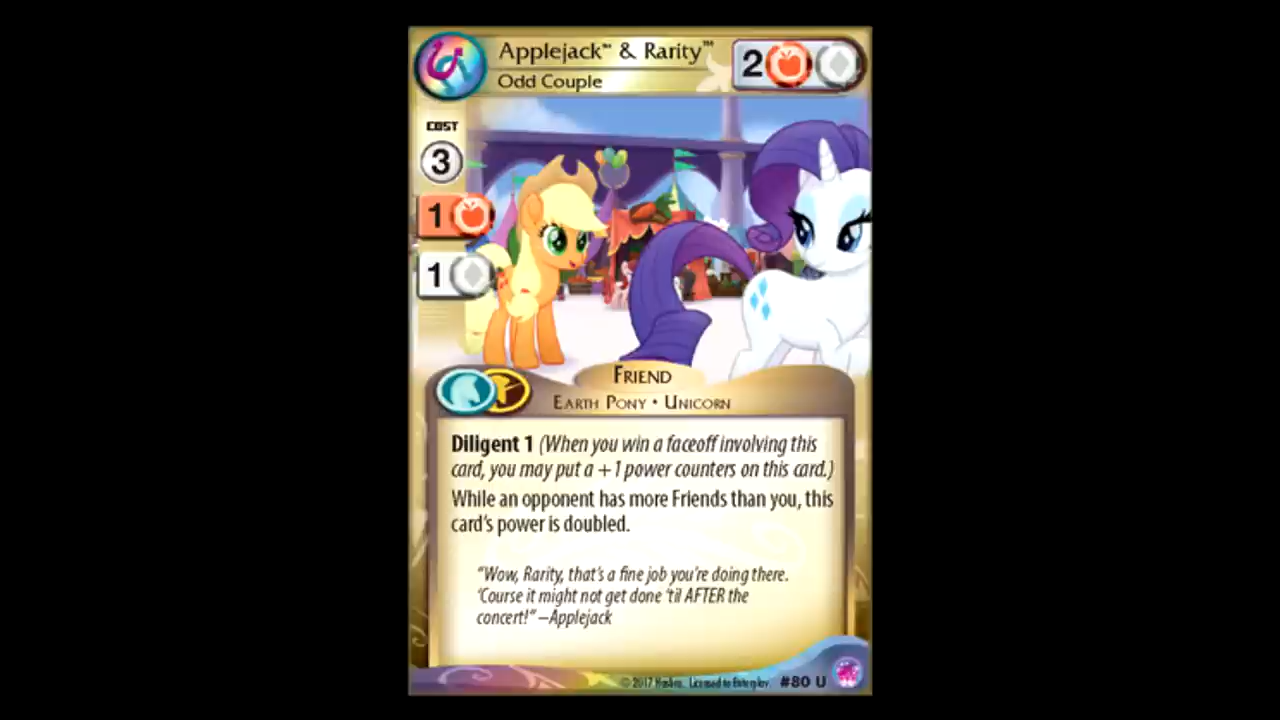 Applejack™ & Rarity™
Odd Couple
2
COST
3
1
1
FRIEND
EARTH PONY • UNICORN
Diligent 1 (When you win a faceoff involving this
card, you may put a +1 power counters on this card.)
While an opponent has more Friends than you, this
card's power is doubled.
“Wow, Rarity, that's a fine job you're doing there.
‘Course it might not get done ‘til AFTER the
concert!” –Applejack
© 2017 Hasbro. Licensed to Enterplay. #80 U